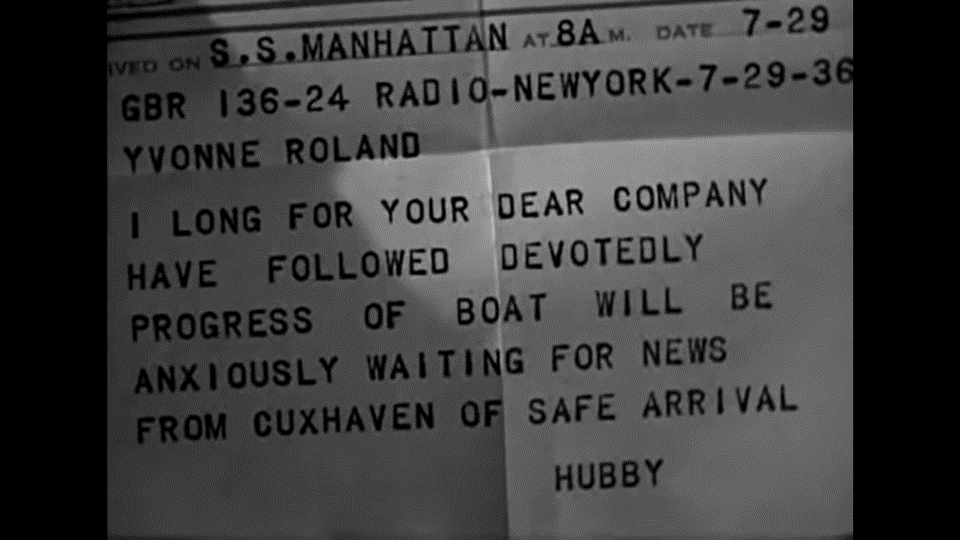 IVED ON S.S.MANHATTAN AT 8A M. DATE 7-29
GBR 136-24 RADIO-NEWYORK-7-29-36
YVONNE ROLAND
I LONG FOR YOUR DEAR COMPANY
HAVE FOLLOWED DEVOTEDLY
PROGRESS OF BOAT WILL BE
ANXIOUSLY WAITING FOR NEWS
FROM CUXHAVEN OF SAFE ARRIVAL
HUBBY